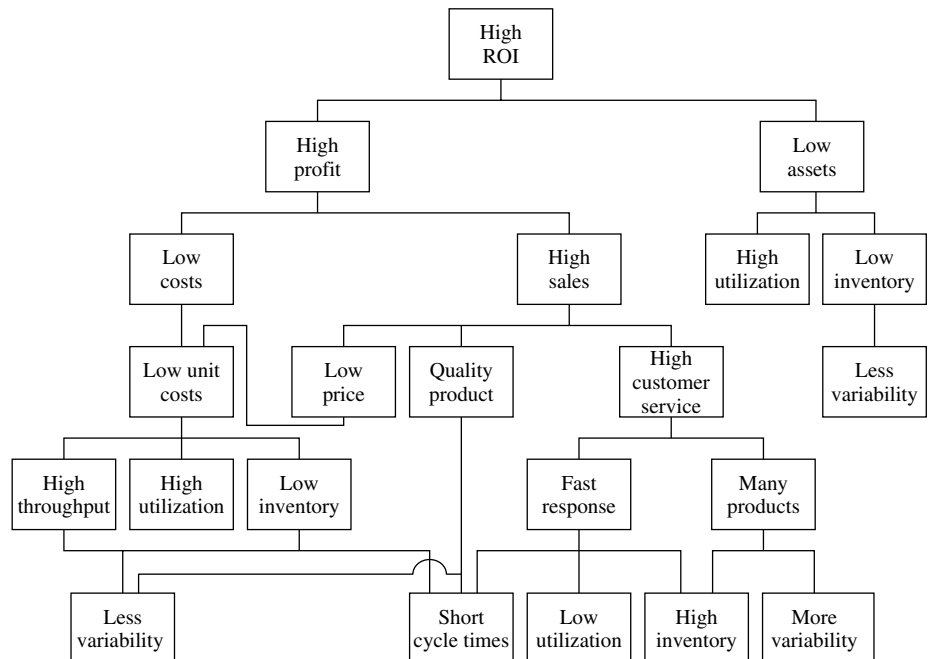 High
ROI
High
profit
Low
assets
Low
costs
High
sales
High
utilization
Low
inventory
Low unit
costs
Low
price
Quality
product
High
customer
service
Less
variability
High
throughput
High
utilization
Low
inventory
Fast
response
Many
products
Less
variability
Short
cycle times
Low
utilization
High
inventory
More
variability